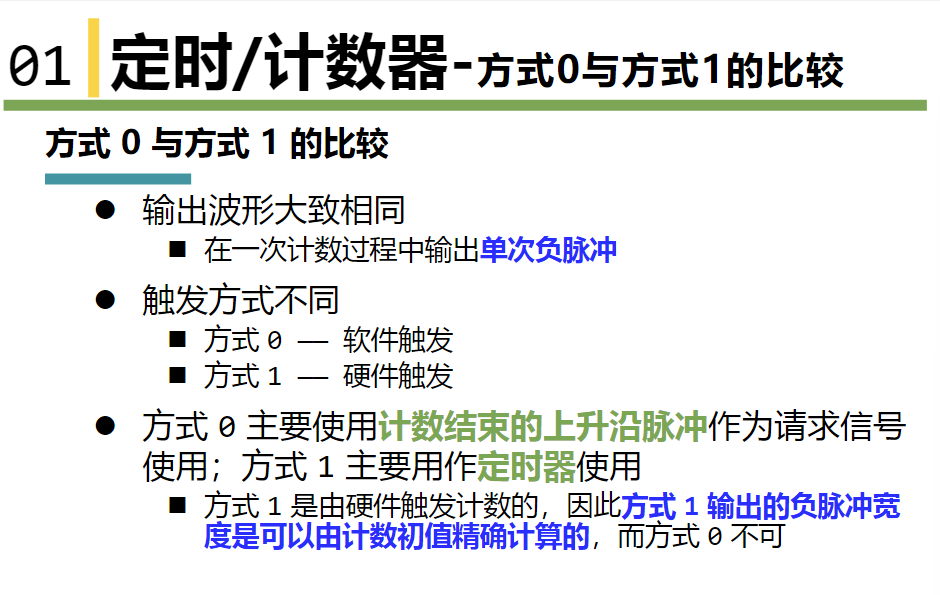 01 定时/计数器-方式0与方式1的比较
方式 0 与方式 1 的比较
● 输出波形大致相同
■ 在一次计数过程中输出单次负脉冲
● 触发方式不同
■ 方式 0 —— 软件触发
■ 方式 1 —— 硬件触发
● 方式 0 主要使用计数结束的上升沿脉冲作为请求信号
使用；方式 1 主要用作定时器使用
■ 方式 1 是由硬件触发计数的，因此方式 1 输出的负脉冲宽
度是可以由计数初值精确计算的，而方式 0 不可